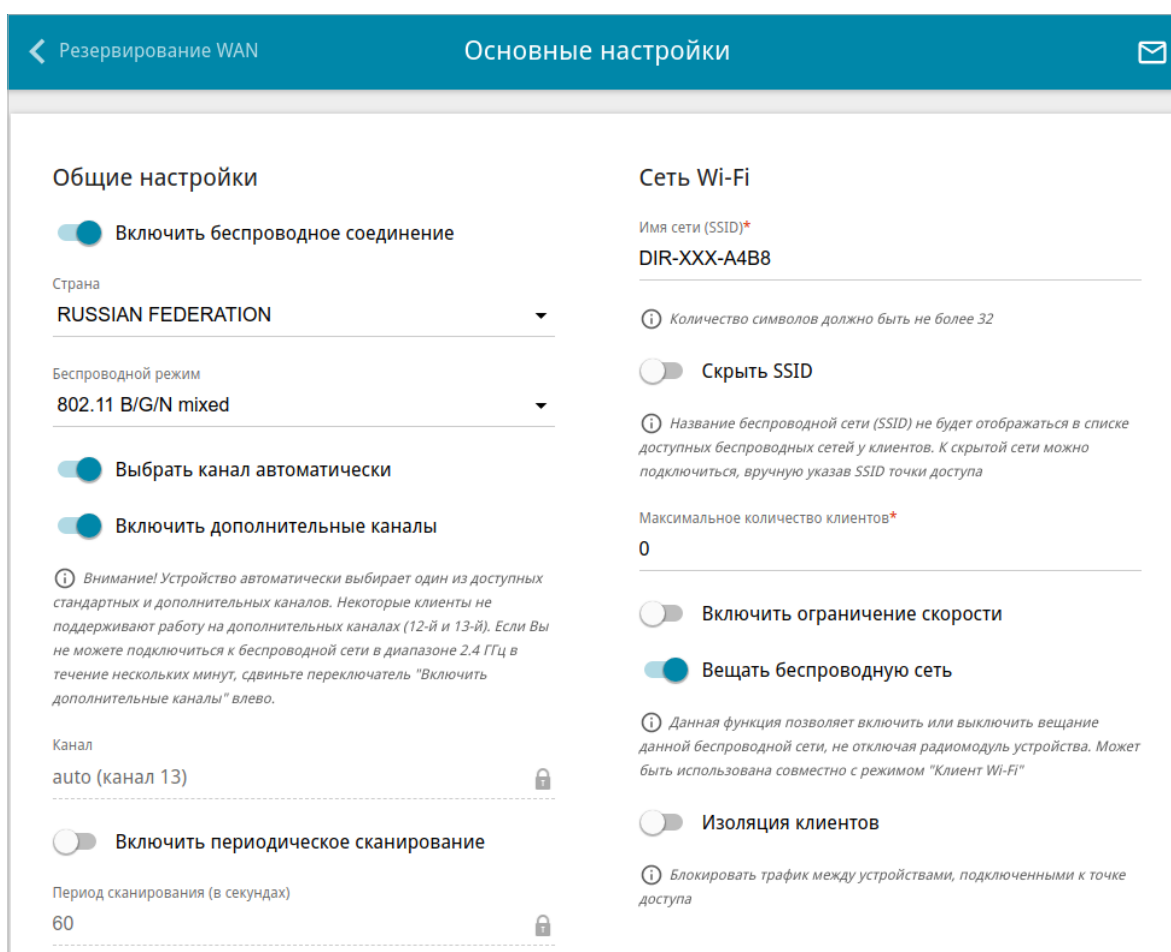 Резервирование WAN
Основные настройки
Общие настройки
Включить беспроводное соединение
Страна
RUSSIAN FEDERATION
Беспроводной режим
802.11 B/G/N mixed
Выбрать канал автоматически
Включить дополнительные каналы
Внимание! Устройство автоматически выбирает один из доступных
стандартных и дополнительных каналов. Некоторые клиенты не
поддерживают работу на дополнительных каналах (12-й и 13-й). Если Вы
не можете подключиться к беспроводной сети в диапазоне 2.4 ГГц в
течение нескольких минут, сдвиньте переключатель "Включить
дополнительные каналы" влево.
Канал
auto (канал 13)
Включить периодическое сканирование
Период сканирования (в секундах)
60
Сеть Wi-Fi
Имя сети (SSID)*
DIR-XXX-A4B8
Количество символов должно быть не более 32
Скрыть SSID
Название беспроводной сети (SSID) не будет отображаться в списке
доступных беспроводных сетей у клиентов. К скрытой сети можно
подключиться, вручную указав SSID точки доступа
Максимальное количество клиентов*
0
Включить ограничение скорости
Вещать беспроводную сеть
Данная функция позволяет включить или выключить вещание
данной беспроводной сети, не отключая радиомодуль устройства. Может
быть использована совместно с режимом "Клиент Wi-Fi"
Изоляция клиентов
Блокировать трафик между устройствами, подключенными к точке
доступа